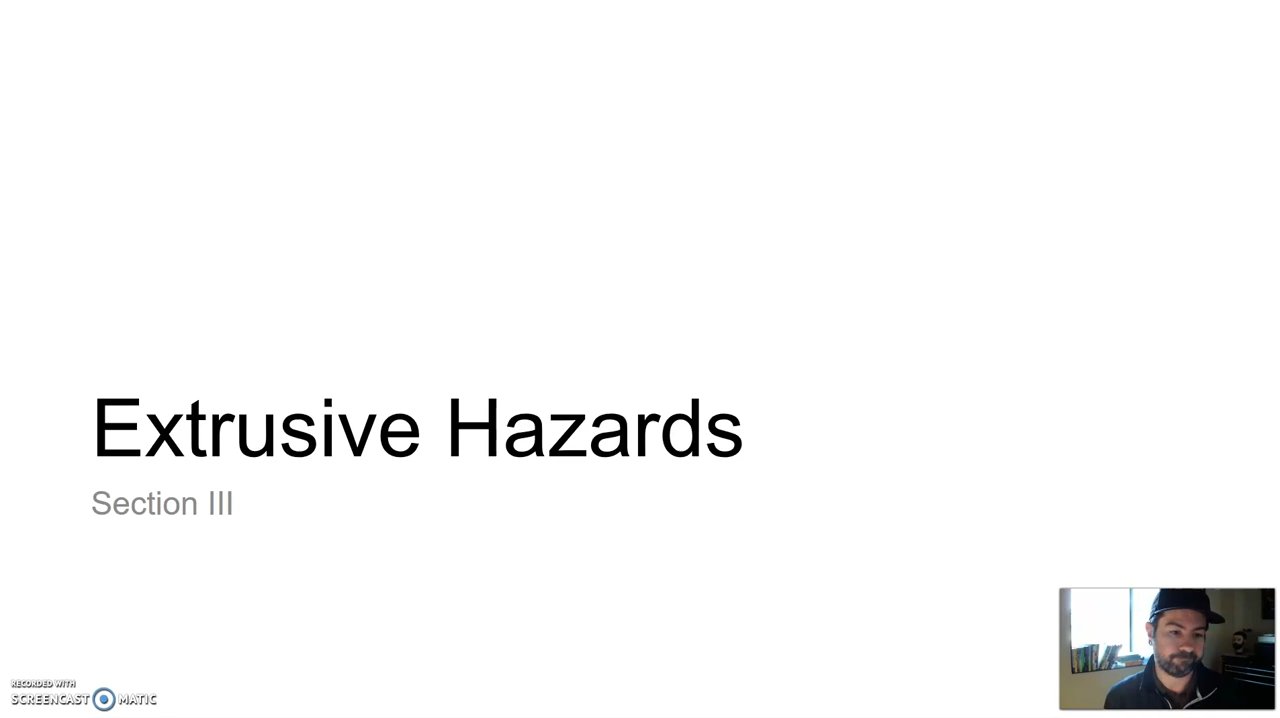 Extrusive Hazards
Section III
RECORDED WITH
SCREENCAST MATIC